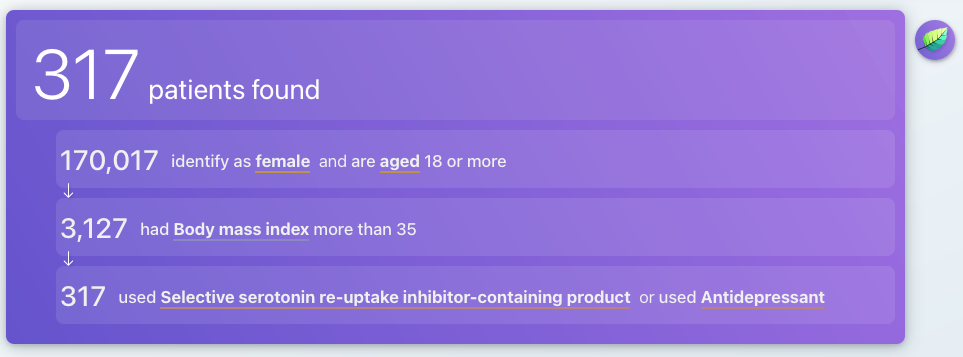 317 patients found
170,017 identify as female and are aged 18 or more
3,127 had Body mass index more than 35
317 used Selective serotonin re-uptake inhibitor-containing product or used Antidepressant